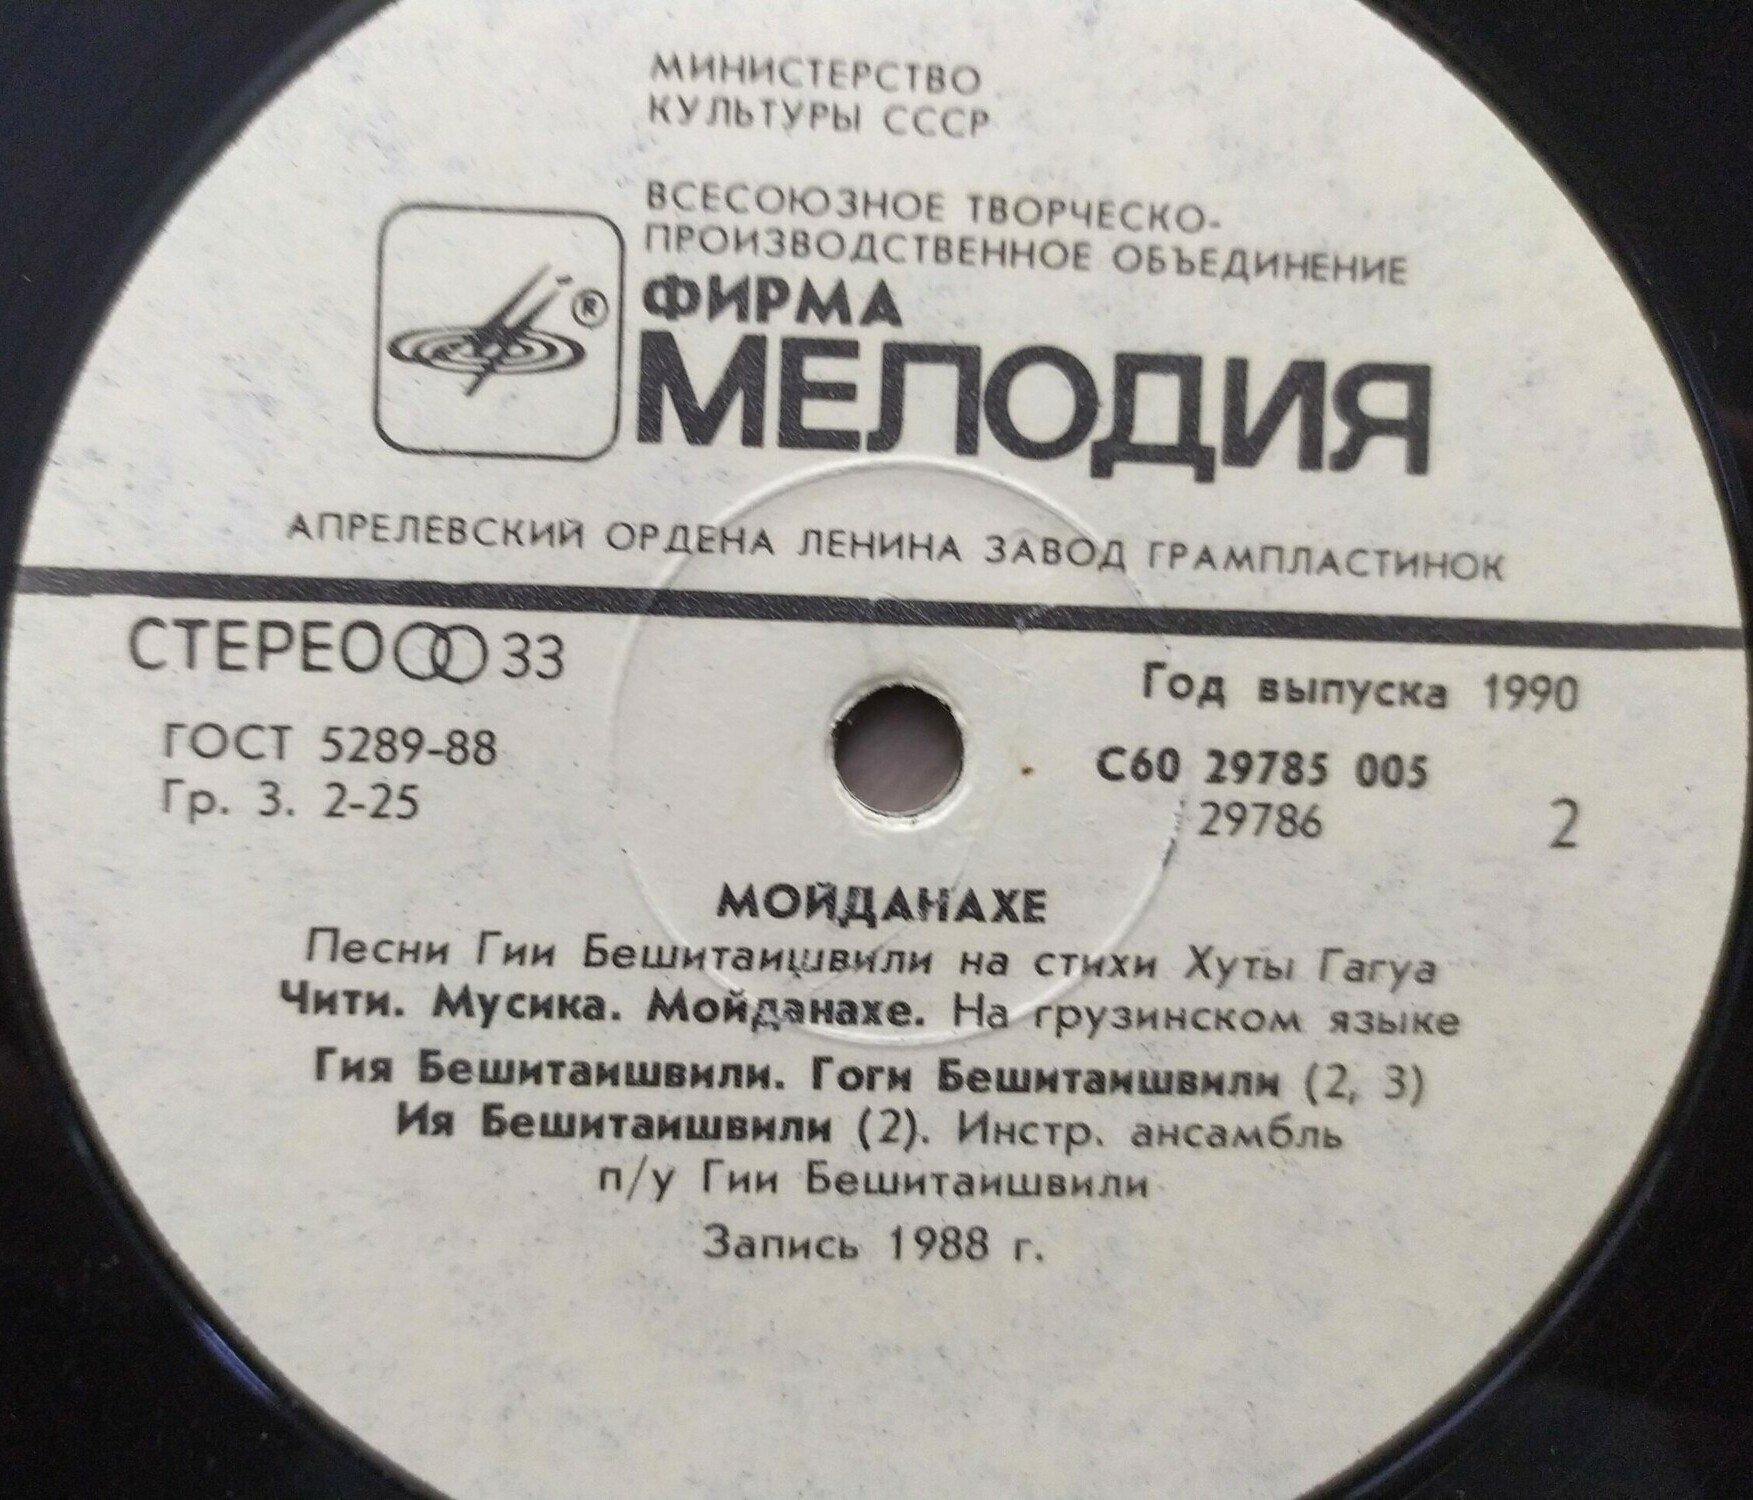 МИНИСТЕРСТВО
КУЛЬТУРЫ СССР
ВСЕСОЮЗНОЕ ТВОРЧЕСКО-
ПРОИЗВОДСТВЕННОЕ ОБЪЕДИНЕНИЕ
ФИРМА
МЕЛОДИЯ
®
АПРЕЛЕВСКИЙ ОРДЕНА ЛЕНИНА ЗАВОД ГРАМПЛАСТИНОК
СТЕРЕО 33
Год выпуска 1990
ГОСТ 5289-88
Гр. 3. 2-25
С60 29785 005
29786
2
МОЙДАНАХЕ
Песни Гии Бешитаишвили на стихи Хуты Гагуа
Чити. Мусика. Мойданахе. На грузинском языке
Гия Бешитаишвили. Гоги Бешитаишвили (2, 3)
Ия Бешитаишвили (2). Инстр. ансамбль
п/у Гии Бешитаишвили
Запись 1988 г.